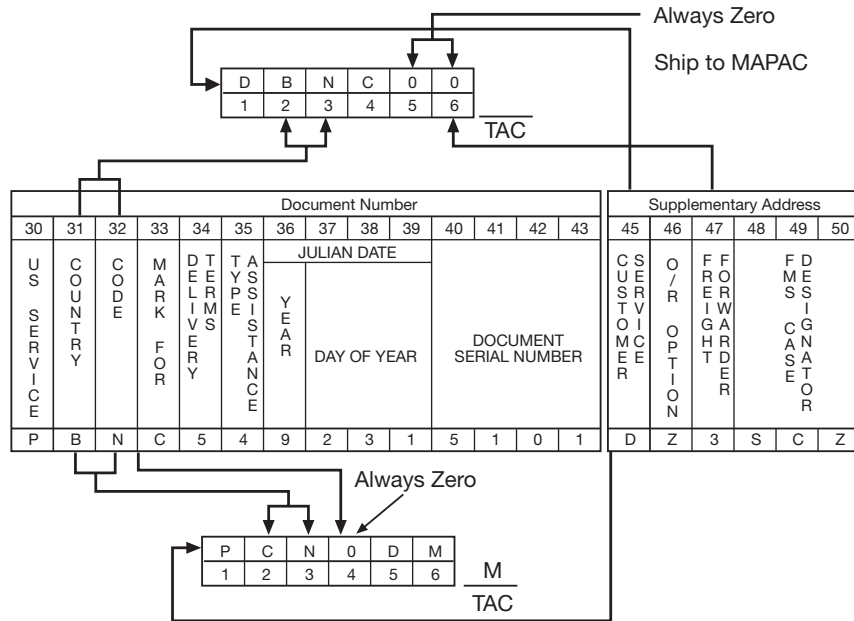 Always Zero
Ship to MAPAC
D B N C 0 0
1 2 3 4 5 6
TAC
Document Number Supplementary Address
30 31 32 33 34 35 36 37 38 39 40 41 42 43 45 46 47 48 49 50
US SERVICE
COUNTRY
CODE
MARK FOR
DELIVERY
TERMS
TYPE
ASSISTANCE
JULIAN DATE
YEAR
DAY OF YEAR
DOCUMENT
SERIAL NUMBER
CUSTOMER
SERVICE
O/R OPTION
FREIGHT
FORWARDER
FMS CASE
DESIGNATOR
P B N C 5 4 9 2 3 1 5 1 0 1 D Z 3 S C Z
Always Zero
P C N 0 D M
1 2 3 4 5 6
M
TAC